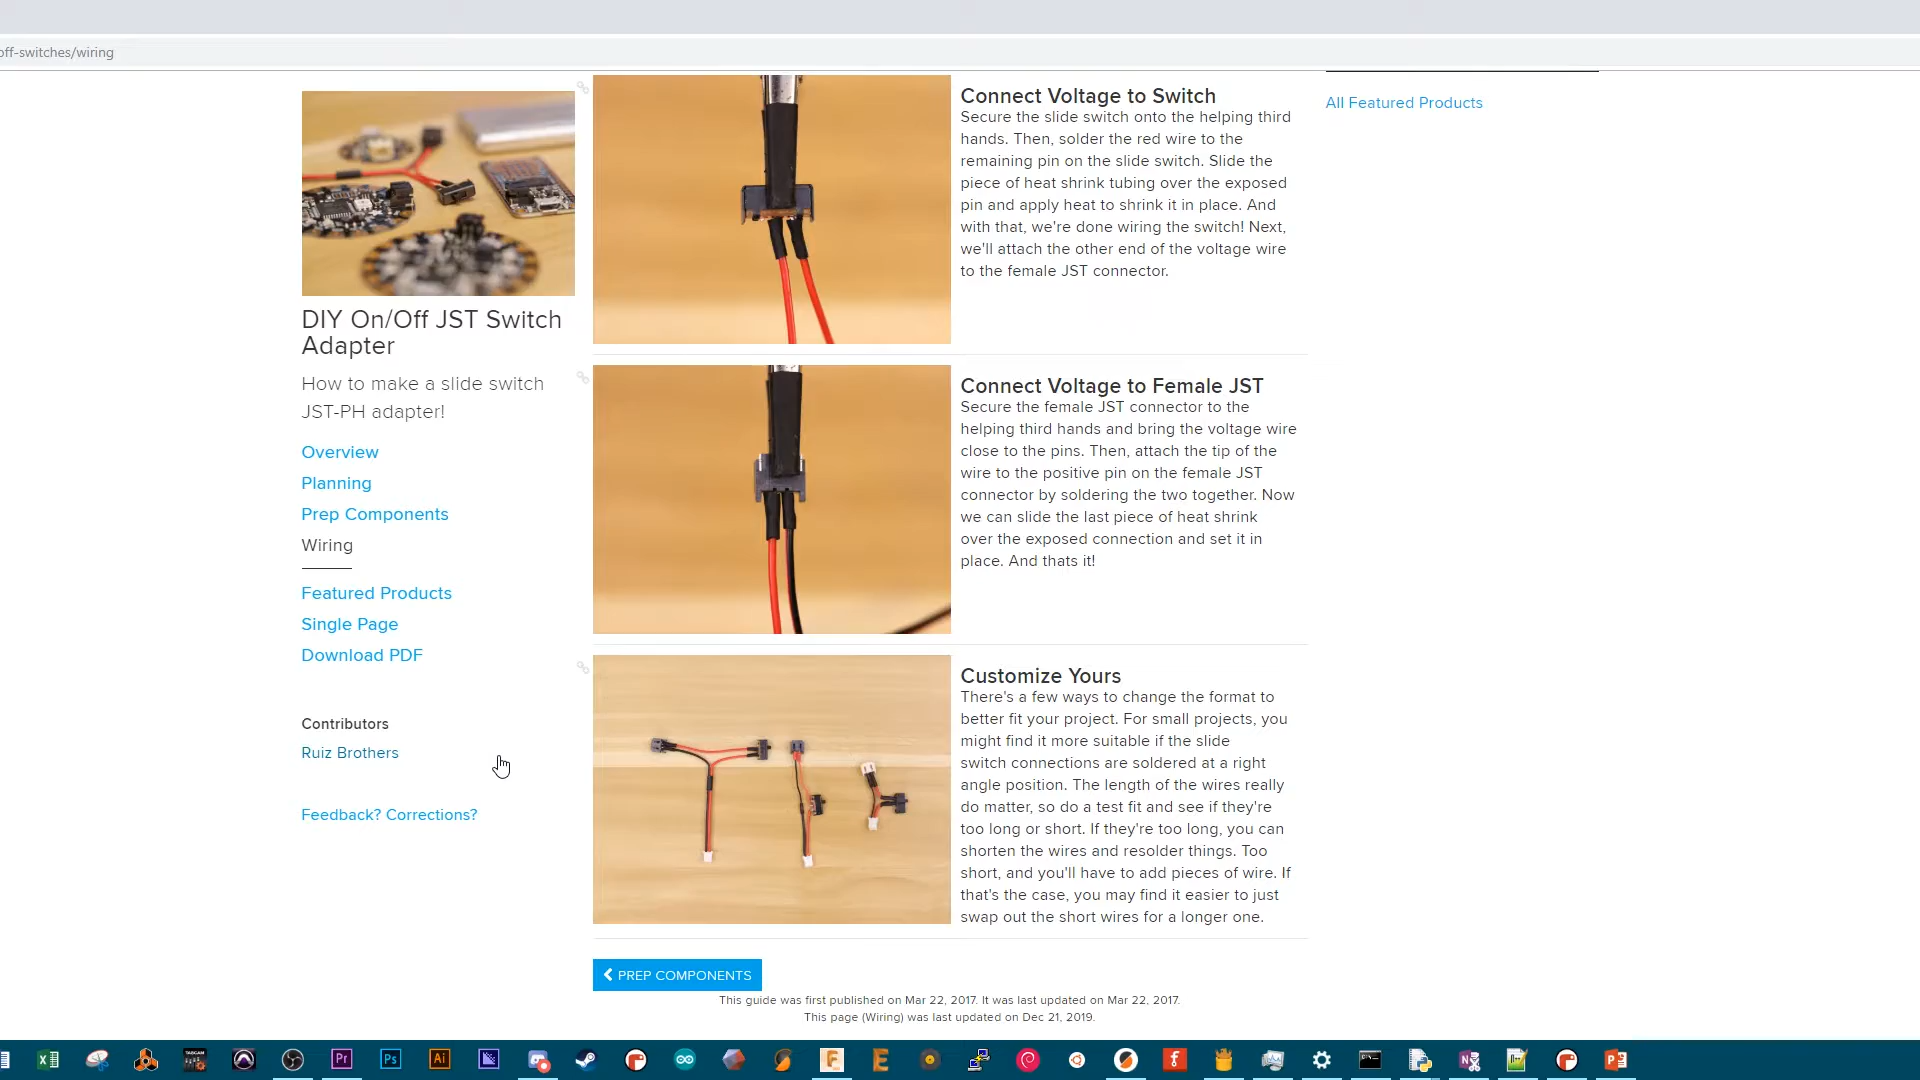 off-switches/wiring
DIY On/Off JST Switch
Adapter
How to make a slide switch
JST-PH adapter!
Overview
Planning
Prep Components
Wiring
Featured Products
Single Page
Download PDF
Contributors
Ruiz Brothers
Feedback? Corrections?
Connect Voltage to Switch
Secure the slide switch onto the helping third
hands. Then, solder the red wire to the
remaining pin on the slide switch. Slide the
piece of heat shrink tubing over the exposed
pin and apply heat to shrink it in place. And
with that, we're done wiring the switch! Next,
we'll attach the other end of the voltage wire
to the female JST connector.
Connect Voltage to Female JST
Secure the female JST connector to the
helping third hands and bring the voltage wire
close to the pins. Then, attach the tip of the
wire to the positive pin on the female JST
connector by soldering the two together. Now
we can slide the last piece of heat shrink
over the exposed connection and set it in
place. And thats it!
Customize Yours
There's a few ways to change the format to
better fit your project. For small projects, you
might find it more suitable if the slide
switch connections are soldered at a right
angle position. The length of the wires really
do matter, so do a test fit and see if they're
too long or short. If they're too long, you can
shorten the wires and resolder things. Too
short, and you'll have to add pieces of wire. If
that's the case, you may find it easier to just
swap out the short wires for a longer one.
PREP COMPONENTS
This guide was first published on Mar 22, 2017. It was last updated on Mar 22, 2017.
This page (Wiring) was last updated on Dec 21, 2019.
All Featured Products
Pr
Ps
Ai